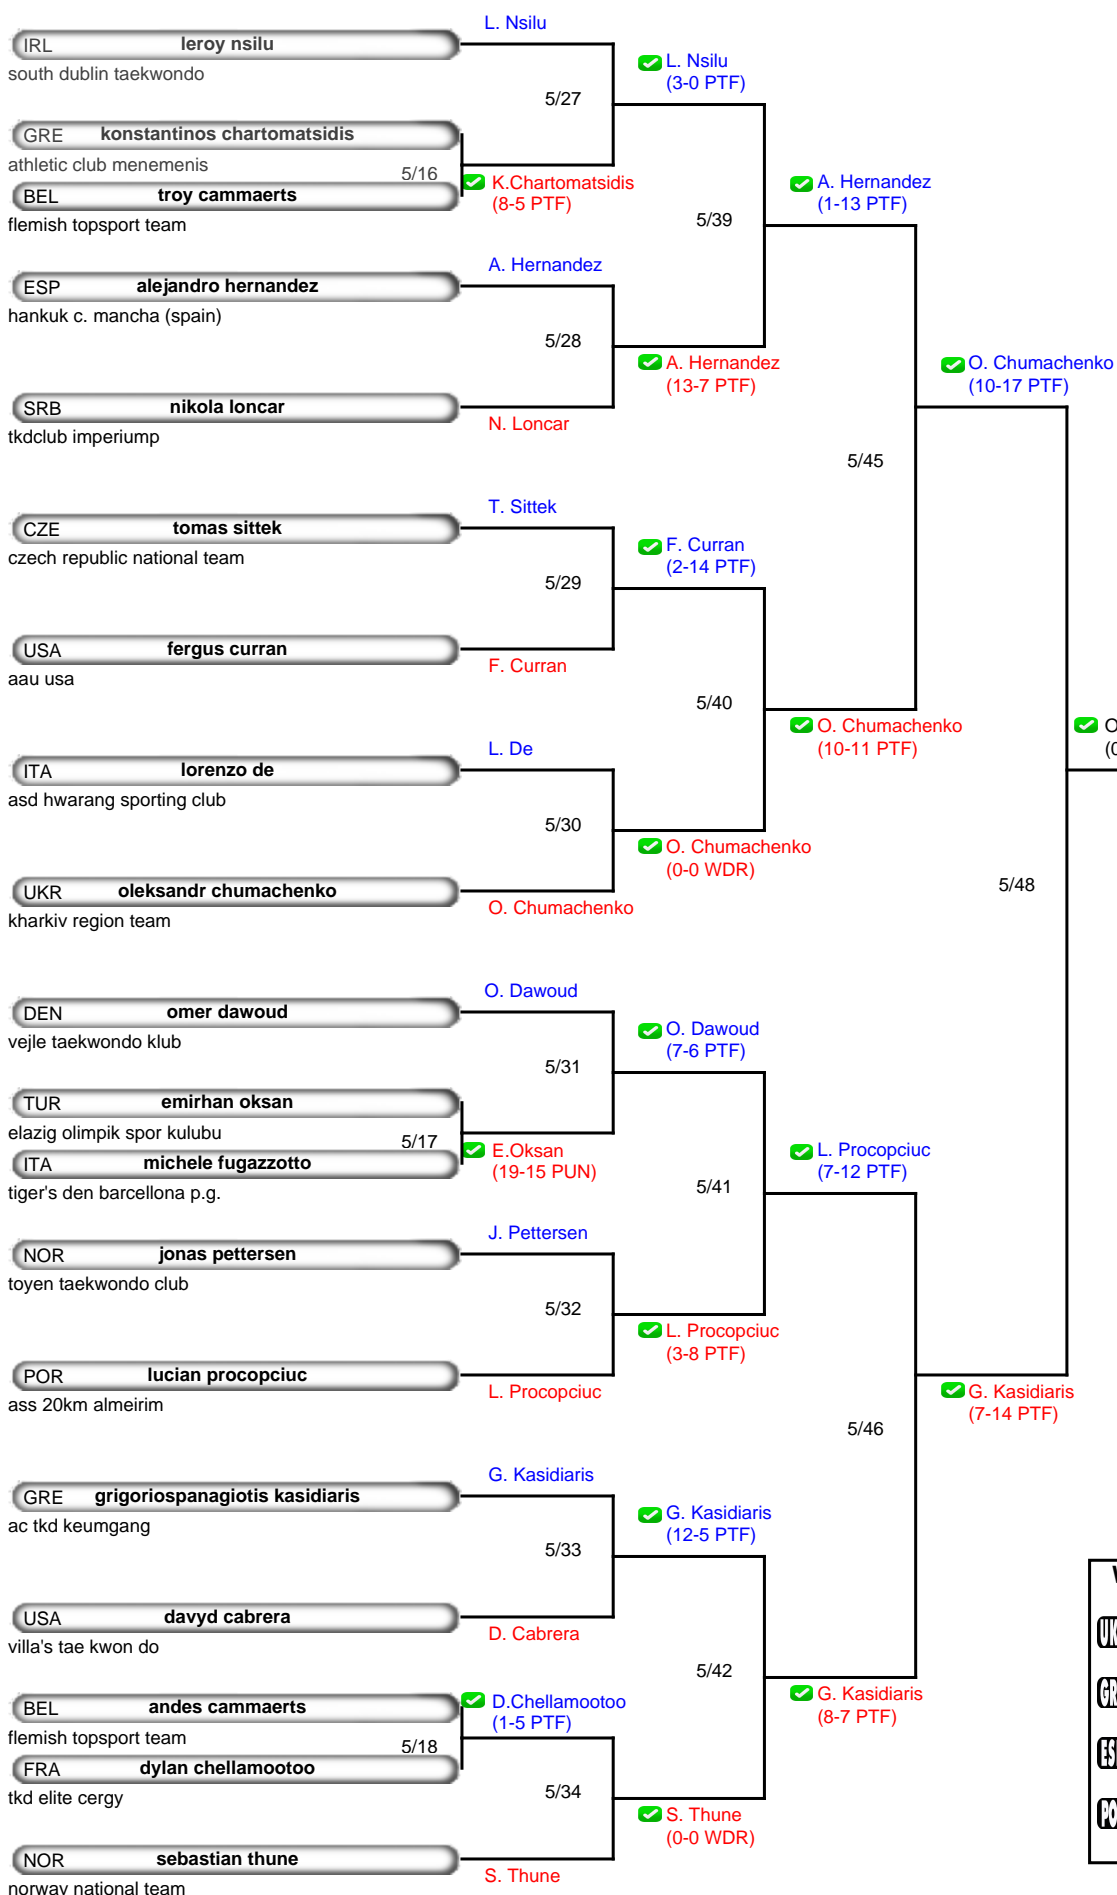 L. Nsilu
IRL leroy nsilu
south dublin taekwondo
L. Nsilu
(3-0 PTF)
5/27
GRE konstantinos chartomatsidis
athletic club menemenis
5/16
K.Chartomatsidis
(8-5 PTF)
BEL troy cammaerts
flemish topsport team
A. Hernandez
(1-13 PTF)
5/39
A. Hernandez
ESP alejandro hernandez
hankuk c. mancha (spain)
5/28
A. Hernandez
(13-7 PTF)
O. Chumachenko
(10-17 PTF)
SRB nikola loncar
tkdclub imperiump
N. Loncar
5/45
T. Sittek
CZE tomas sittek
czech republic national team
F. Curran
(2-14 PTF)
5/29
USA fergus curran
aau usa
F. Curran
5/40
O. Chumachenko
(10-11 PTF)
L. De
ITA lorenzo de
asd hwarang sporting club
5/30
O. Chumachenko
(0-0 WDR)
UKR oleksandr chumachenko
kharkiv region team
O. Chumachenko
5/48
O. Dawoud
DEN omer dawoud
vejle taekwondo klub
O. Dawoud
(7-6 PTF)
5/31
TUR emirhan oksan
elazig olimpik spor kulubu
5/17
E.Oksan
(19-15 PUN)
ITA michele fugazzotto
tiger's den barcellona p.g.
L. Procopciuc
(7-12 PTF)
5/41
J. Pettersen
NOR jonas pettersen
toyen taekwondo club
5/32
L. Procopciuc
(3-8 PTF)
POR lucian procopciuc
ass 20km almeirim
L. Procopciuc
G. Kasidiaris
(7-14 PTF)
5/46
G. Kasidiaris
GRE grigoriospanagiotis kasidiaris
ac tkd keumgang
G. Kasidiaris
(12-5 PTF)
5/33
USA davyd cabrera
villa's tae kwon do
D. Cabrera
5/42
G. Kasidiaris
(8-7 PTF)
BEL andes cammaerts
flemish topsport team
5/18
D.Chellamootoo
(1-5 PTF)
FRA dylan chellamootoo
tkd elite cergy
5/34
S. Thune
(0-0 WDR)
NOR sebastian thune
norway national team
S. Thune